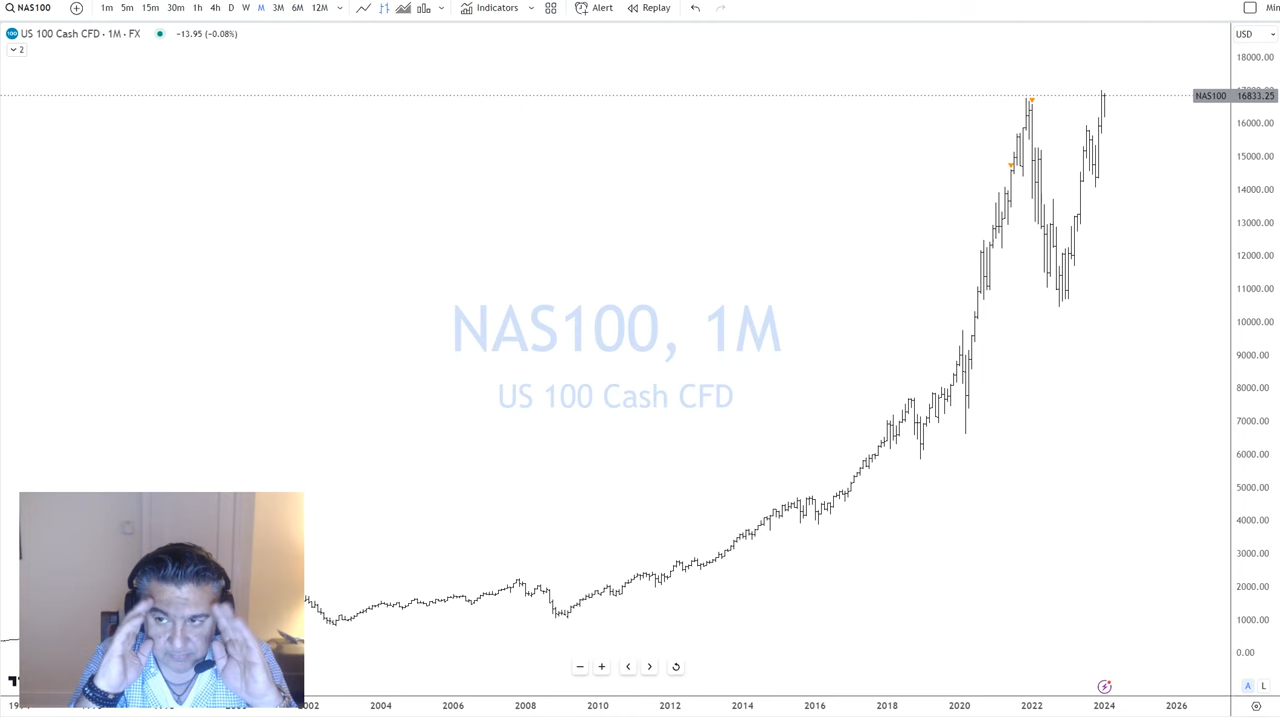 NAS100 1m 5m 15m 30m 1h 4h D W M 3M 6M 12M Indicators Alert Replay
US 100 Cash CFD · 1M · FX −13.95 (−0.08%)
2
USD
18000.00
NAS100 16833.25
16000.00
15000.00
14000.00
13000.00
12000.00
11000.00
10000.00
9000.00
8000.00
7000.00
6000.00
5000.00
4000.00
3000.00
2000.00
1000.00
0.00
NAS100, 1M
US 100 Cash CFD
A L
2006 2008 2010 2012 2014 2016 2018 2020 2022 2024 2026